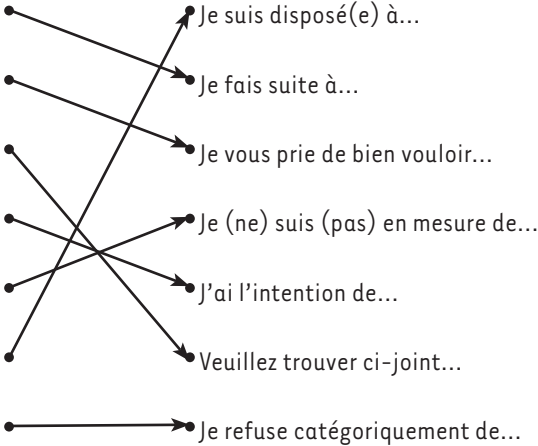 Je suis disposé(e) à...
Je fais suite à...
Je vous prie de bien vouloir...
Je (ne) suis (pas) en mesure de...
J'ai l'intention de...
Veuillez trouver ci-joint...
Je refuse catégoriquement de...